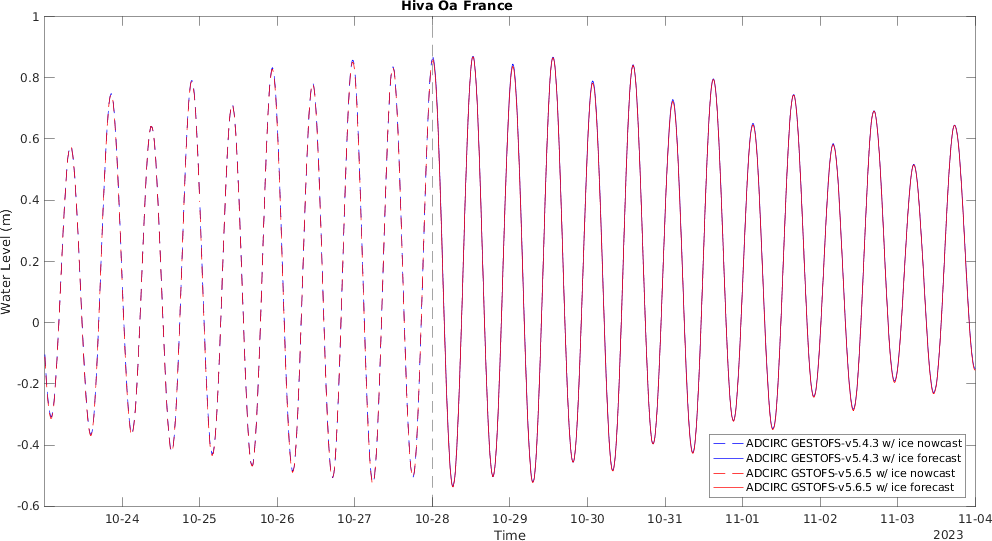 Hiva Oa France
Water Level (m)
1
0.8
0.6
0.4
0.2
0
-0.2
-0.4
-0.6
ADCIRC GESTOFS-v5.4.3 w/ ice nowcast
ADCIRC GESTOFS-v5.4.3 w/ ice forecast
ADCIRC GSTOFS-v5.6.5 w/ ice nowcast
ADCIRC GSTOFS-v5.6.5 w/ ice forecast
10-24 10-25 10-26 10-27 10-28 10-29 10-30 10-31 11-01 11-02 11-03 11-04
Time
2023